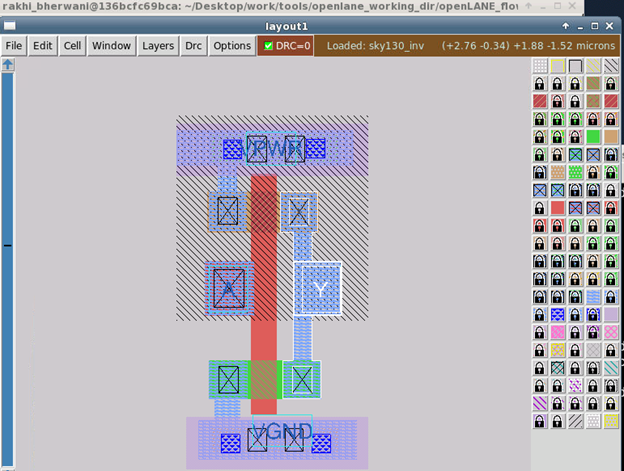 rakhi_bherwani@136bcfc69bca: ~/Desktop/work/tools/openlane_working_dir/openLANE_flo
layout1
File Edit Cell Window Layers Drc Options DRC=0 Loaded: sky130_inv (+2.76 -0.34) +1.88 -1.52 microns
VPWR
A Y
VGND